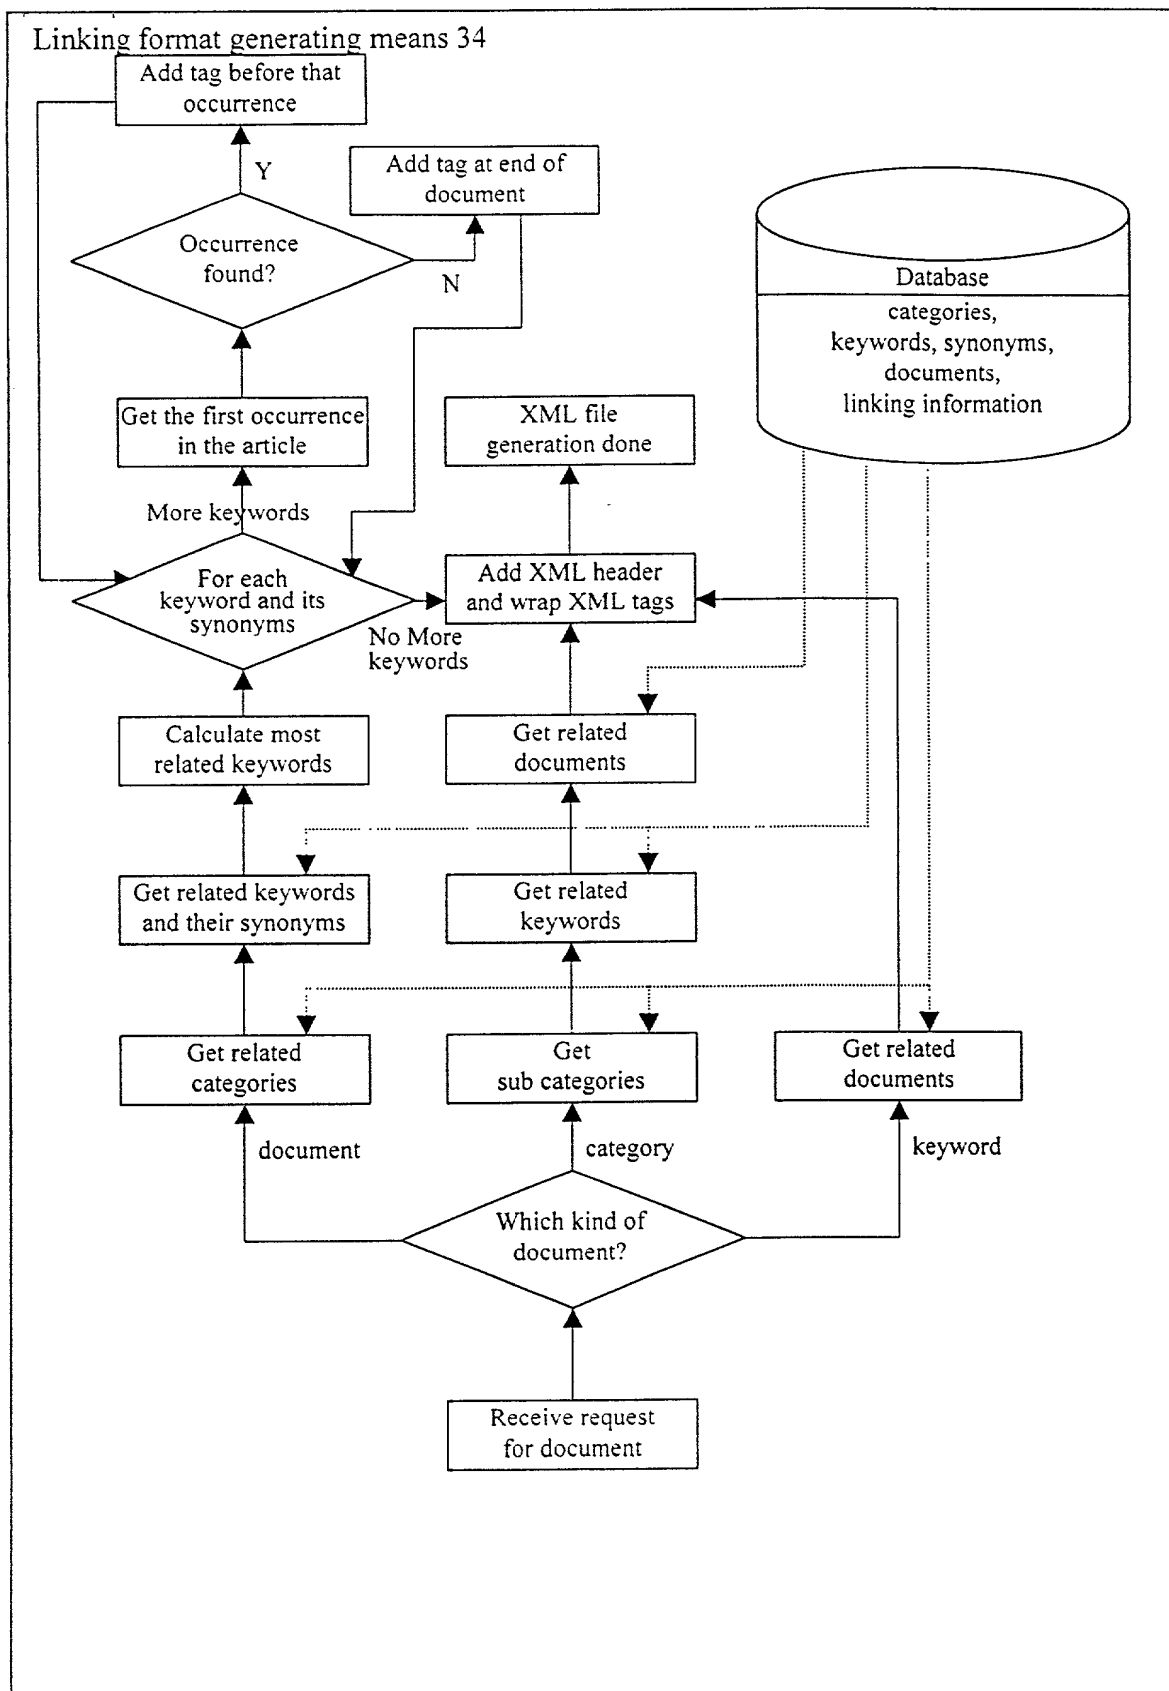 Linking format generating means 34
Add tag before that
occurrence
Y
Add tag at end of
document
Occurrence
found?
N
Database
categories,
keywords, synonyms,
documents,
linking information
Get the first occurrence
in the article
XML file
generation done
More keywords
For each
keyword and its
synonyms
Add XML header
and wrap XML tags
No More
keywords
Calculate most
related keywords
Get related
documents
Get related keywords
and their synonyms
Get related
keywords
Get related
categories
Get
sub categories
Get related
documents
document
category
keyword
Which kind of
document?
Receive request
for document